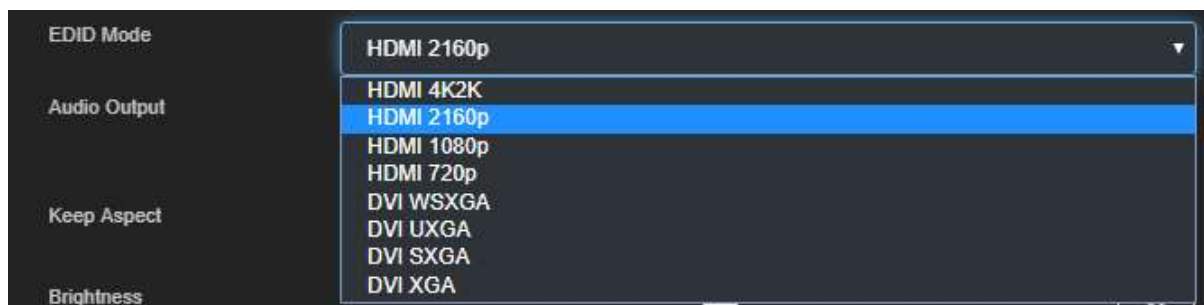 EDID Mode
HDMI 2160p
Audio Output
HDMI 4K2K
HDMI 2160p
HDMI 1080p
HDMI 720p
Keep Aspect
DVI WSXGA
DVI UXGA
DVI SXGA
DVI XGA
Brightness